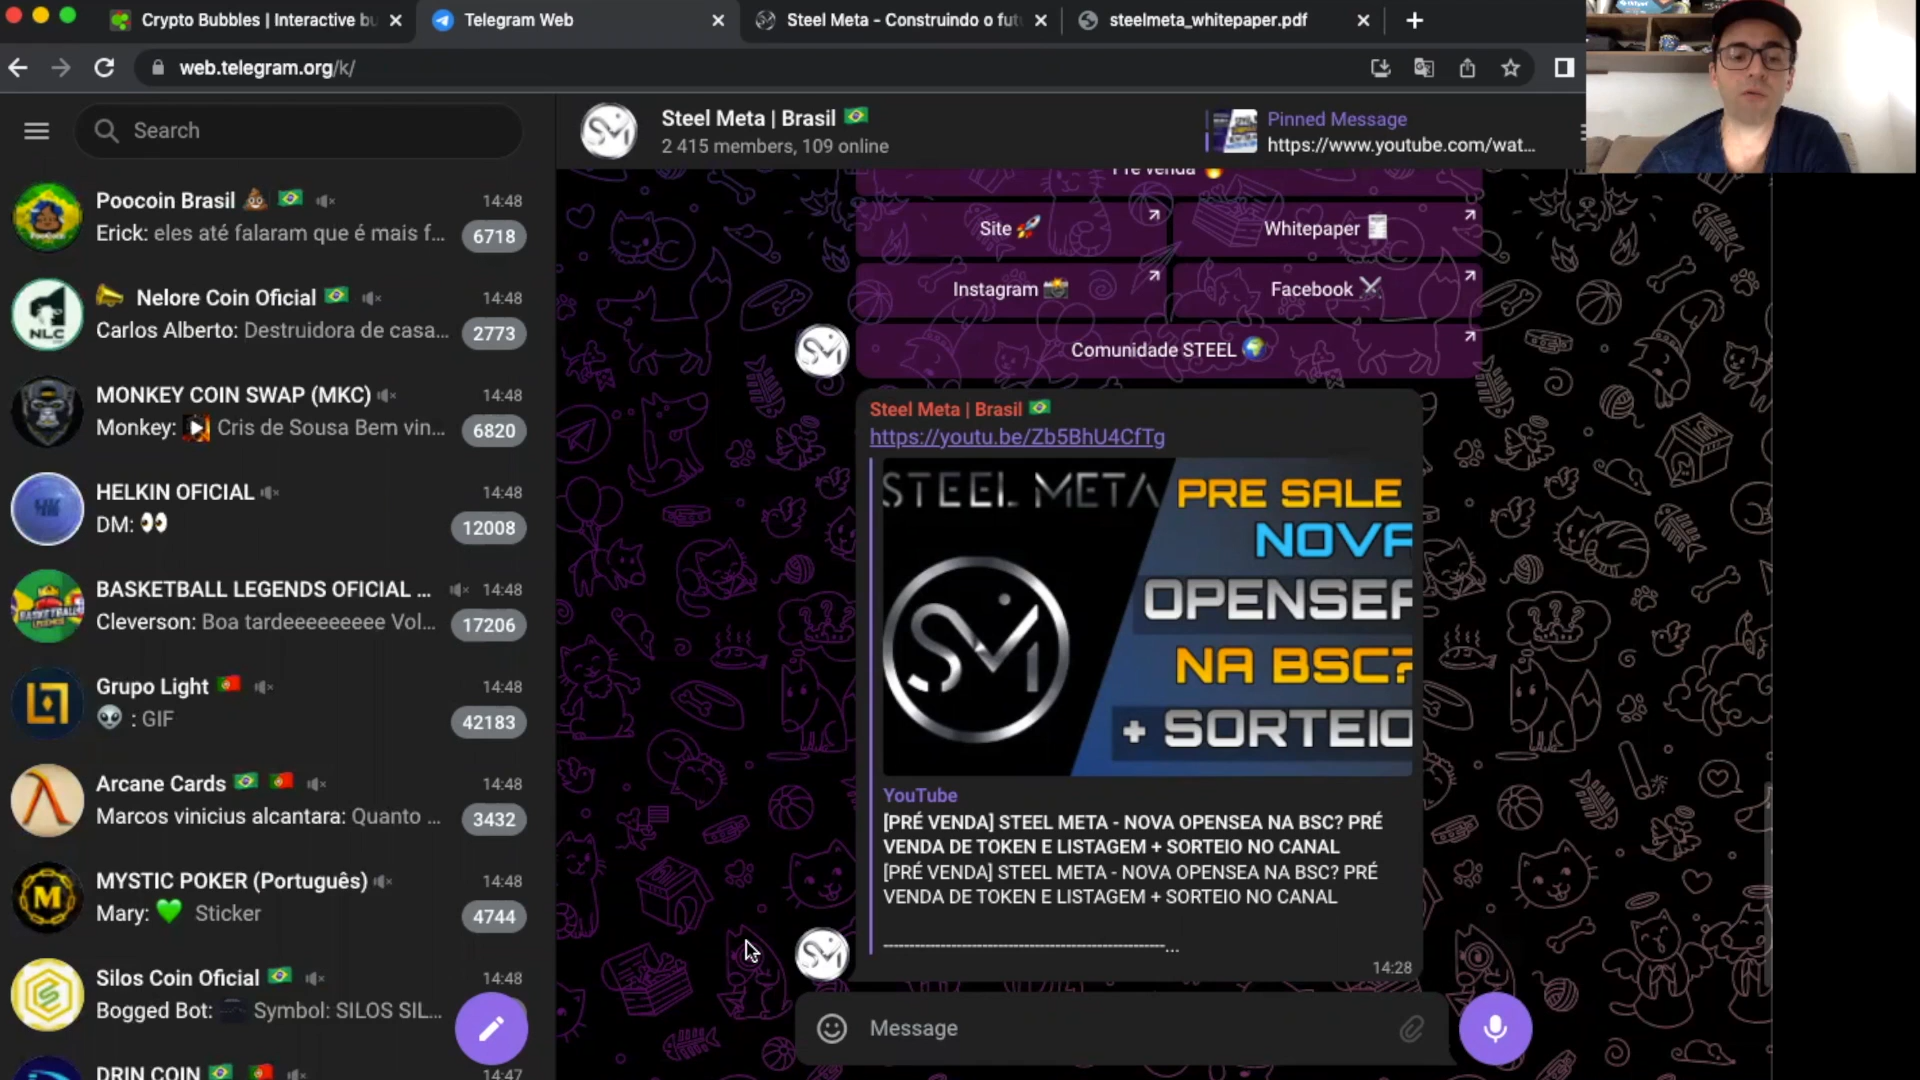 Crypto Bubbles | Interactive bu
Telegram Web
Steel Meta - Construindo o fut
steelmeta_whitepaper.pdf
web.telegram.org/k/
Search
Steel Meta | Brasil
2 415 members, 109 online
Pinned Message
https://www.youtube.com/wat...
Poocoin Brasil
14:48
Erick: eles até falaram que é mais f...
6718
Nelore Coin Oficial
14:48
Carlos Alberto: Destruidora de casa...
2773
NLC
MONKEY COIN SWAP (MKC)
14:48
Monkey: Cris de Sousa Bem vin...
6820
HELKIN OFICIAL
14:48
DM:
12008
BASKETBALL LEGENDS OFICIAL ...
14:48
Cleverson: Boa tardeeeeeeeee Vol...
17206
Grupo Light
14:48
: GIF
42183
Arcane Cards
14:48
Marcos vinicius alcantara: Quanto ...
3432
MYSTIC POKER (Português)
14:48
Mary: Sticker
4744
Silos Coin Oficial
14:48
Bogged Bot: Symbol: SILOS SIL...
DRIN COIN
14:47
Pré venda
Site
Whitepaper
Instagram
Facebook
Comunidade STEEL
Steel Meta | Brasil
https://youtu.be/Zb5BhU4CfTg
STEEL META
PRE SALE
NOVA
OPENSEA
NA BSC?
+ SORTEIO
YouTube
[PRÉ VENDA] STEEL META - NOVA OPENSEA NA BSC? PRÉ
VENDA DE TOKEN E LISTAGEM + SORTEIO NO CANAL
[PRÉ VENDA] STEEL META - NOVA OPENSEA NA BSC? PRÉ
VENDA DE TOKEN E LISTAGEM + SORTEIO NO CANAL
-------------------------------------------------------...
14:28
Message